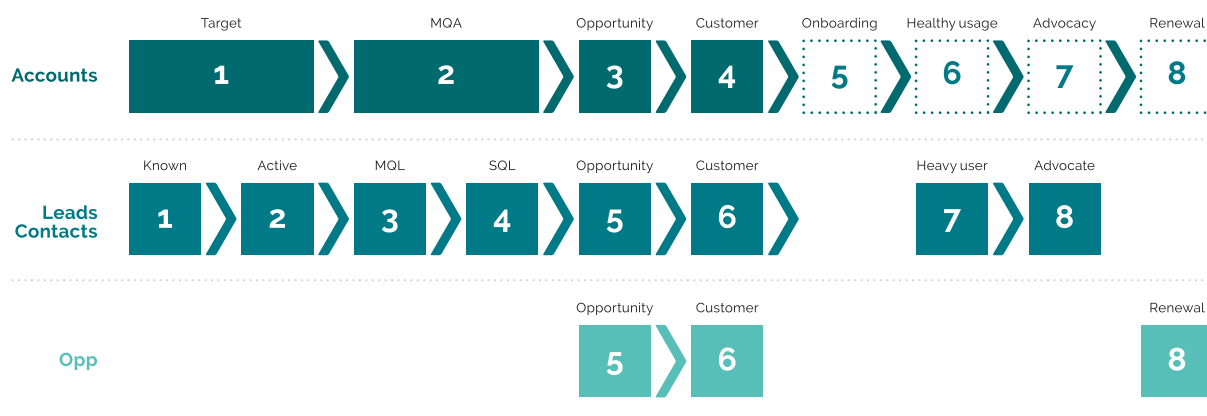 Target MQA Opportunity Customer Onboarding Healthy usage Advocacy Renewal
Accounts 1 2 3 4 5 6 7 8
Known Active MQL SQL Opportunity Customer Heavy user Advocate
Leads
Contacts
1 2 3 4 5 6 7 8
Opportunity Customer Renewal
Opp 5 6 8